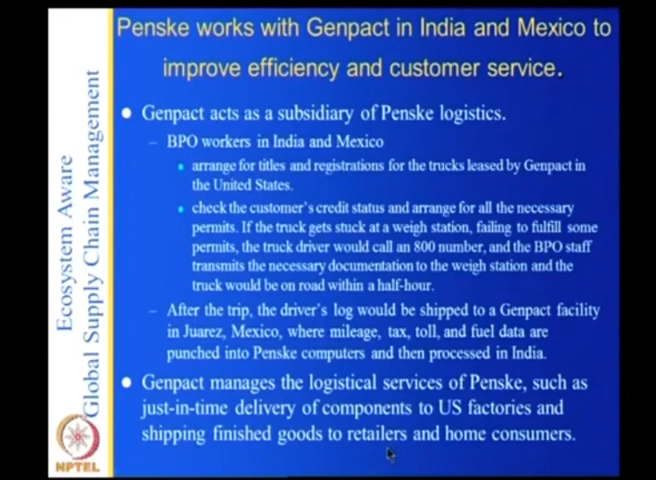 Penske works with Genpact in India and Mexico to
improve efficiency and customer service.
Genpact acts as a subsidiary of Penske logistics.
– BPO workers in India and Mexico
arrange for titles and registrations for the trucks leased by Genpact in
the United States.
check the customer's credit status and arrange for all the necessary
permits. If the truck gets stuck at a weigh station, failing to fulfill some
permits, the truck driver would call an 800 number, and the BPO staff
transmits the necessary documentation to the weigh station and the
truck would be on road within a half-hour.
– After the trip, the driver's log would be shipped to a Genpact facility
in Juarez, Mexico, where mileage, tax, toll, and fuel data are
punched into Penske computers and then processed in India.
Genpact manages the logistical services of Penske, such as
just-in-time delivery of components to US factories and
shipping finished goods to retailers and home consumers.
Ecosystem Aware
Global Supply Chain Management
NPTEL